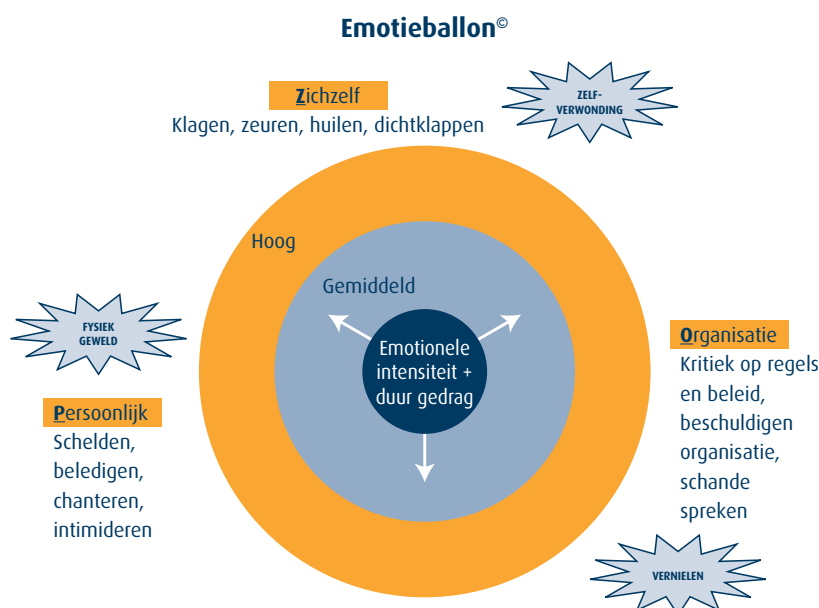 Emotieballon©
Zichzelf
Klagen, zeuren, huilen, dichtklappen
ZELF-
VERWONDING
Hoog
Gemiddeld
Emotionele
intensiteit +
duur gedrag
FYSIEK
GEWELD
Persoonlijk
Schelden,
beledigen,
chanteren,
intimideren
Organisatie
Kritiek op regels
en beleid,
beschuldigen
organisatie,
schande
spreken
VERNIELEN